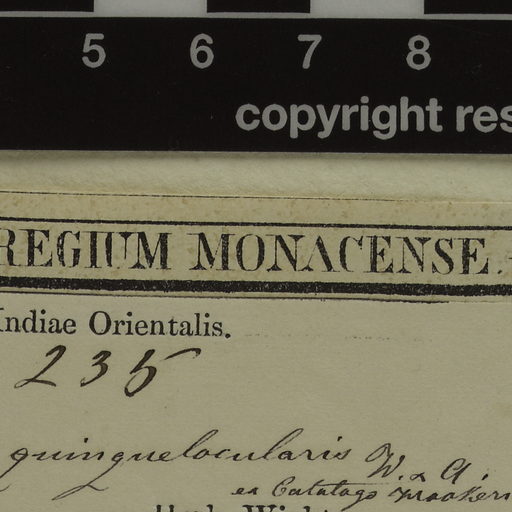 5 6 7 8
copyright res
REGIUM MONACENSE.
Indiae Orientalis.
235
quinquelocularis W. & A.
ex Catalogo